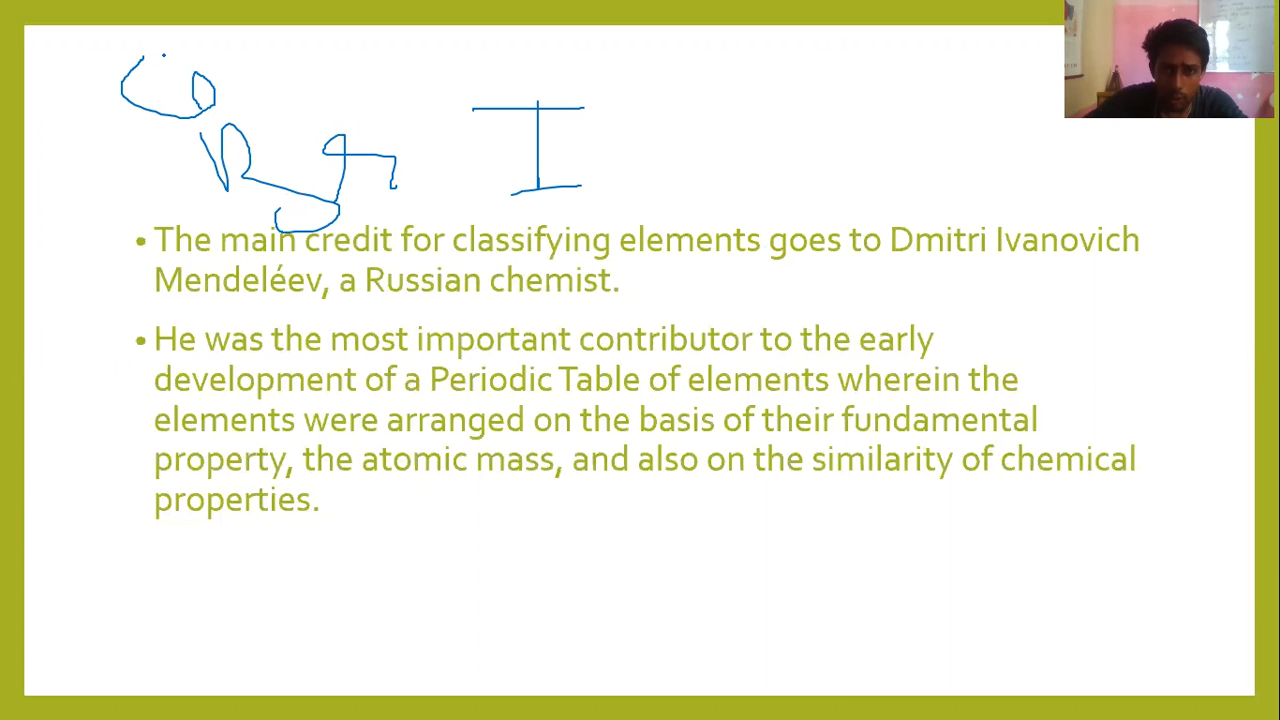 I
• The main credit for classifying elements goes to Dmitri Ivanovich
Mendeléev, a Russian chemist.
• He was the most important contributor to the early
development of a Periodic Table of elements wherein the
elements were arranged on the basis of their fundamental
property, the atomic mass, and also on the similarity of chemical
properties.